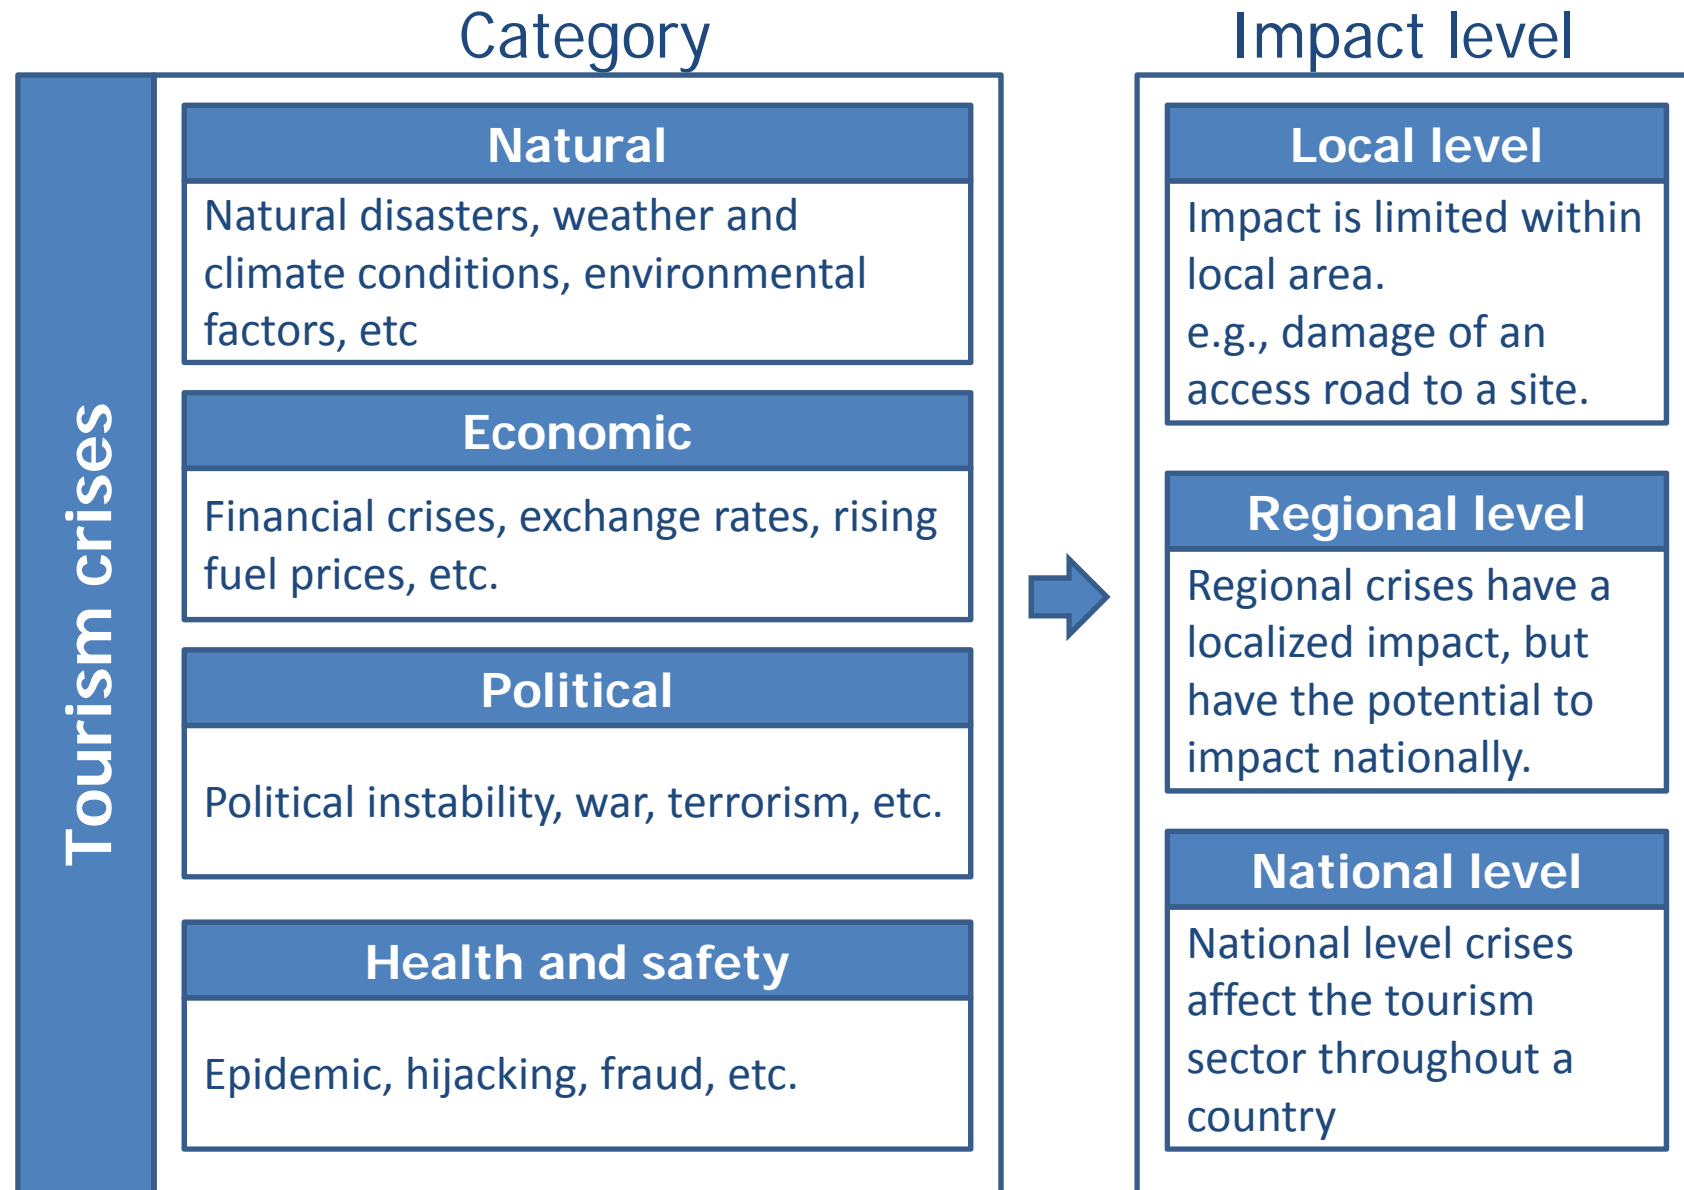 Category
Impact level
Tourism crises
Natural
Natural disasters, weather and
climate conditions, environmental
factors, etc
Economic
Financial crises, exchange rates, rising
fuel prices, etc.
Political
Political instability, war, terrorism, etc.
Health and safety
Epidemic, hijacking, fraud, etc.
Local level
Impact is limited within
local area.
e.g., damage of an
access road to a site.
Regional level
Regional crises have a
localized impact, but
have the potential to
impact nationally.
National level
National level crises
affect the tourism
sector throughout a
country